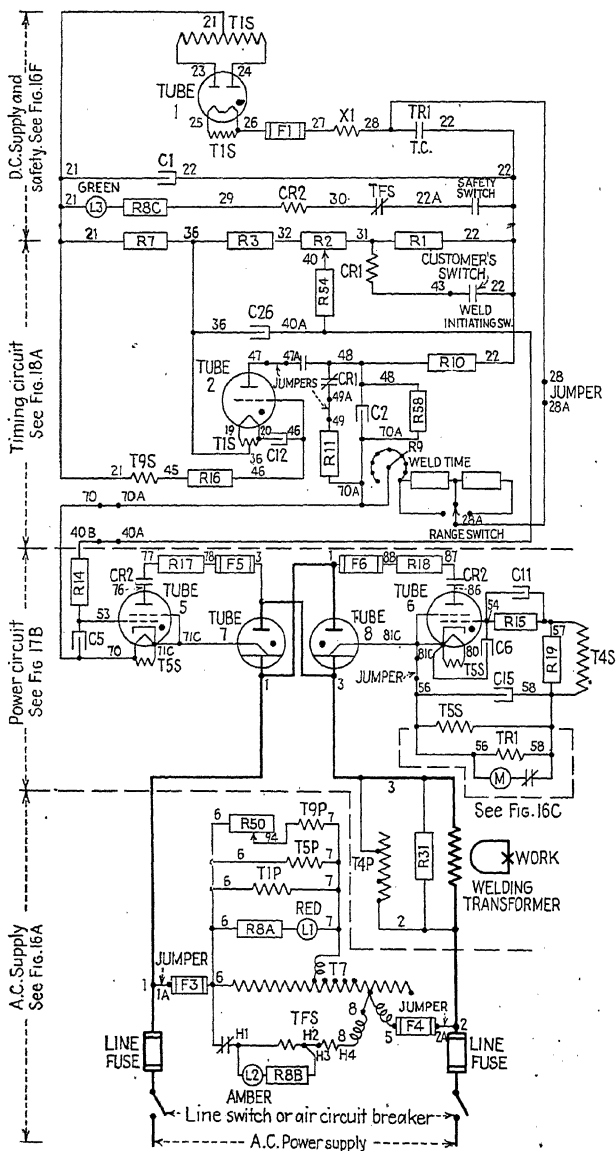 21 T1S
23 24
TUBE 1
25 26 F1 27 X1 28 TR1 22
T1S T.C.
D.C. Supply and safety. See Fig. 16F
21 C1 22 22
GREEN
21 L3 R8C 29 CR2 30 TFS 22A SAFETY SWITCH
21 R7 36 R3 32 R2 31 R1 22
40 CR1 CUSTOMER'S SWITCH
R54 43 22
WELD INITIATING SW.
C26
36 40A
Timing circuit See Fig. 18A
TUBE 2
47 47A 48 R10 22
JUMPERS CR1 48
49A C2 R58
28 JUMPER 28A
19 20 46 49
T1S C12 R11 70A
36 R9
WELD TIME
21 T9S 45 R16 46 70A
70 70A
28A
RANGE SWITCH
40B 40A
R14 77 R17 78 F5 3 1 F6 88 R18 87
CR2 76 TUBE 5 TUBE 7 TUBE 8 TUBE 6 CR2 86 C11
54 R15 57
53 71C 81C C6 R19 T4S
C5 70 71C 81C 80
T5S T5S
1 3 JUMPER 56 C15 58
Power circuit See Fig 17B
T5S
56 TR1 58
M
See Fig. 16C
3
T9P
6 R50 94 7
T5P
6 7
T1P
6 7
T4P R31 WORK
WELDING TRANSFORMER
RED
6 R8A L1 7
2
A.C. Supply See Fig. 16A
JUMPER T7
1 1A F3 6
8 JUMPER
5 F4 2A 2
H1 TFS H2 8
H3 H4
LINE FUSE L2 R8B LINE FUSE
AMBER
Line switch or air circuit breaker
A.C. Power supply